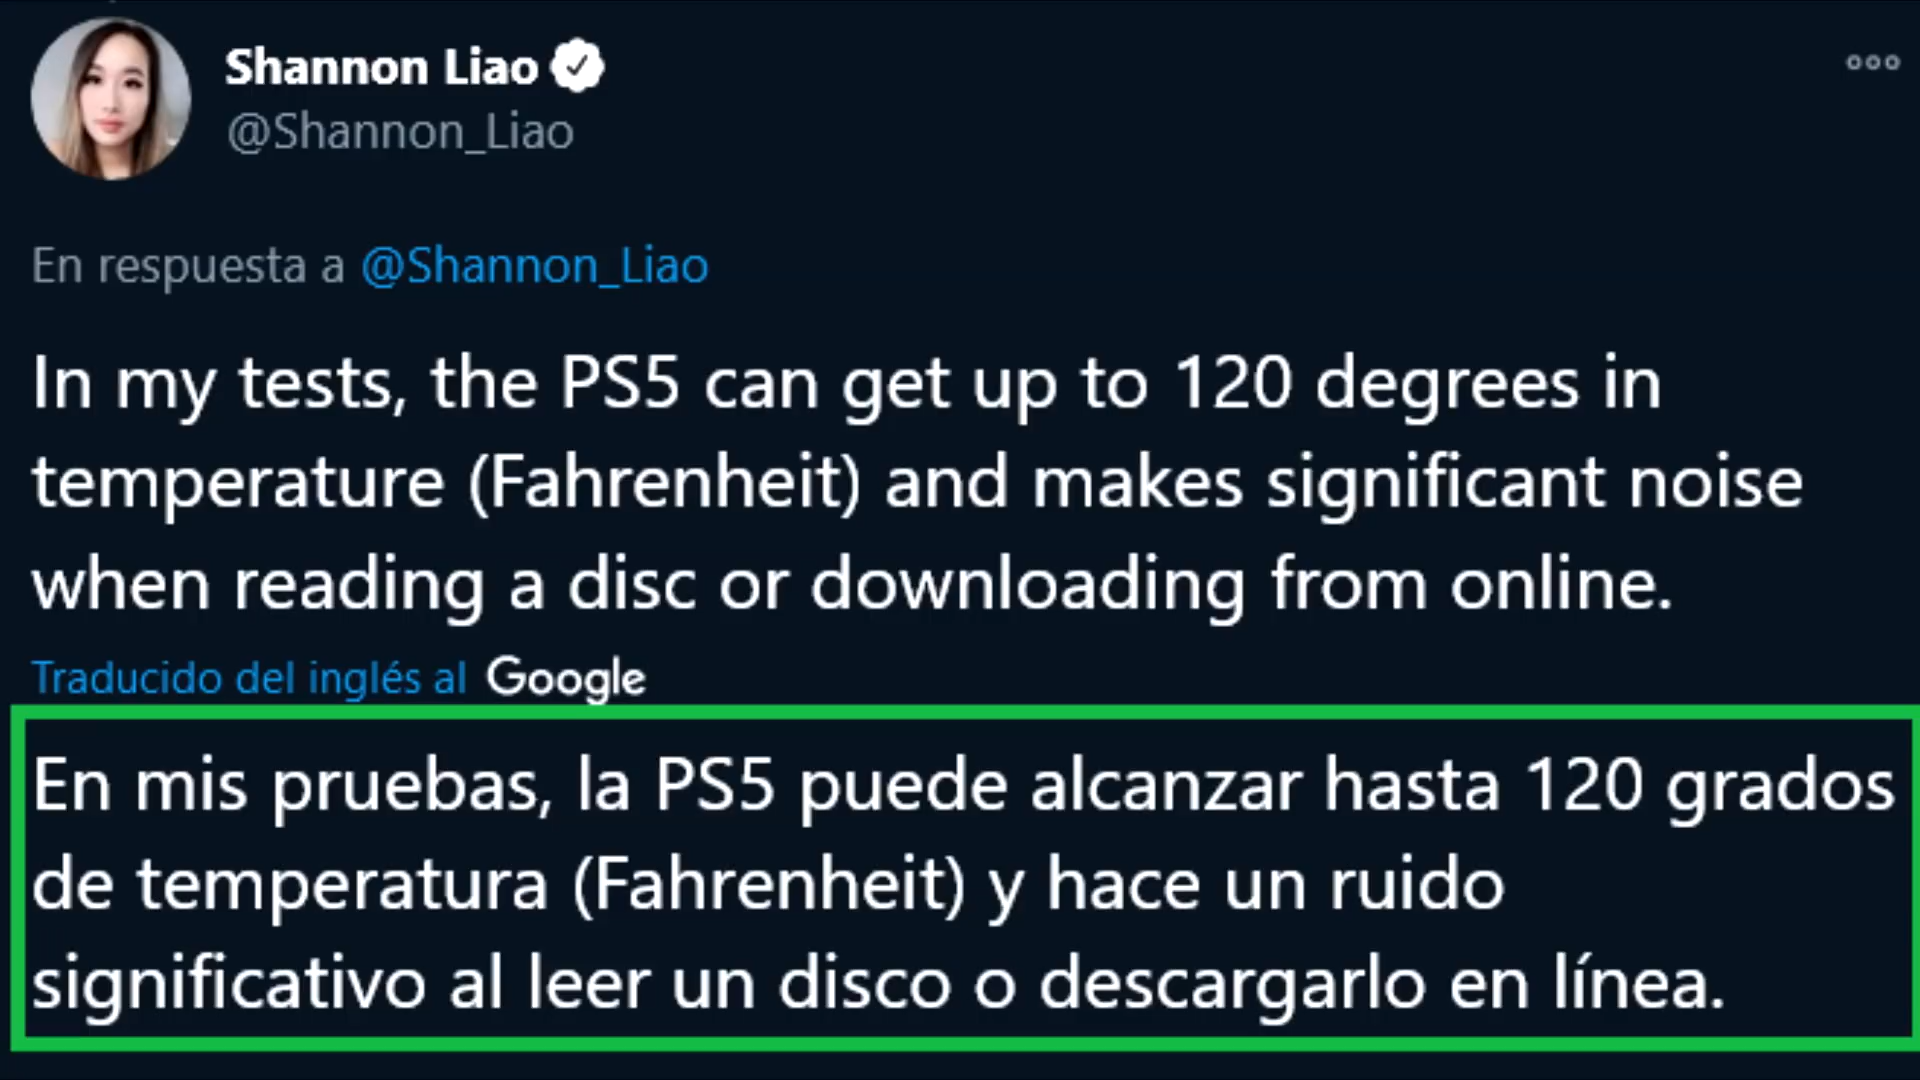 Shannon Liao
@Shannon_Liao
En respuesta a @Shannon_Liao
In my tests, the PS5 can get up to 120 degrees in
temperature (Fahrenheit) and makes significant noise
when reading a disc or downloading from online.
Traducido del inglés al Google
En mis pruebas, la PS5 puede alcanzar hasta 120 grados
de temperatura (Fahrenheit) y hace un ruido
significativo al leer un disco o descargarlo en línea.